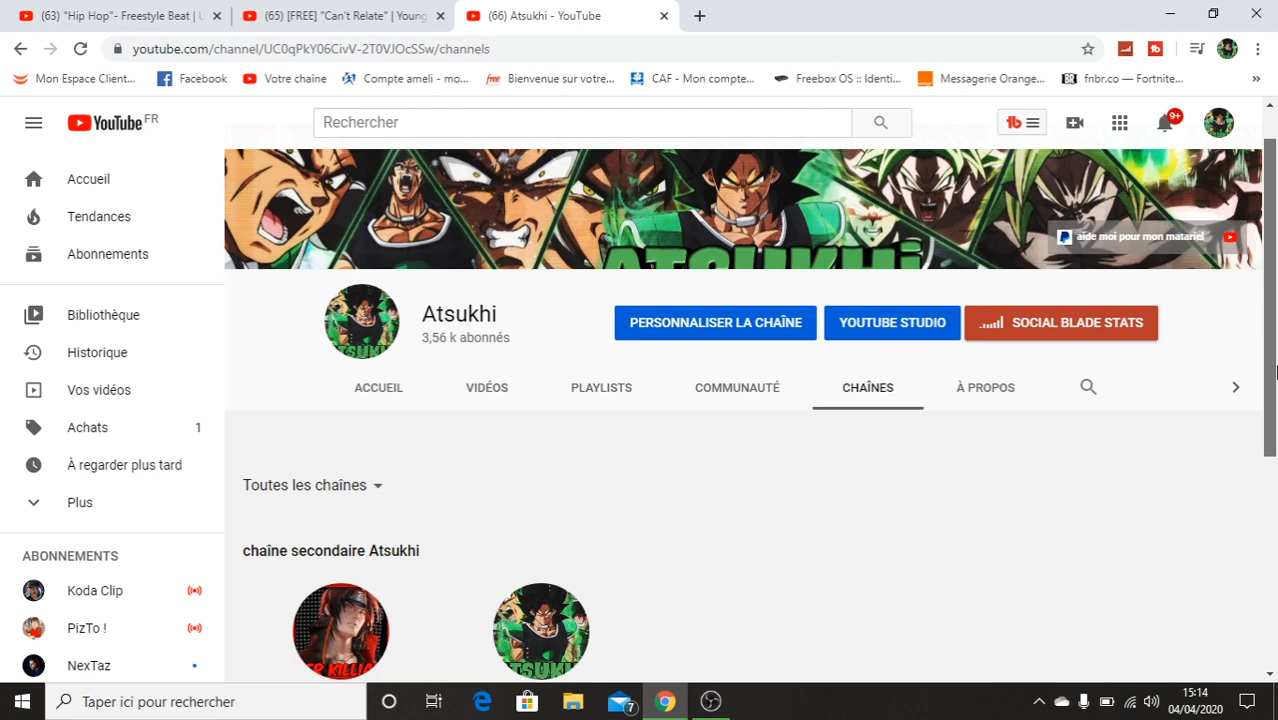 (63) "Hip Hop"- Freestyle Beat | U
(65) [FREE] "Can't Relate" | Young
(66) Atsukhi - YouTube
youtube.com/channel/UC0qPkY06CivV-2T0VJOcSSw/channels
Mon Espace Client...
Facebook
Votre chaîne
Compte ameli - mo...
free
Bienvenue sur votre...
CAF - Mon compte...
Freebox OS :: Identi...
Messagerie Orange...
fnbr.co — Fortnite...
YouTube FR
Rechercher
tb
9+
Accueil
Tendances
Abonnements
Bibliothèque
Historique
Vos vidéos
Achats 1
À regarder plus tard
Plus
ABONNEMENTS
Koda Clip
PizTo !
NexTaz
ATSUKHi
aide moi pour mon matariel
Atsukhi
3,56 k abonnés
PERSONNALISER LA CHAÎNE
YOUTUBE STUDIO
SOCIAL BLADE STATS
ACCUEIL
VIDÉOS
PLAYLISTS
COMMUNAUTÉ
CHAÎNES
À PROPOS
Toutes les chaînes
chaîne secondaire Atsukhi
Taper ici pour rechercher
7
15:14
04/04/2020